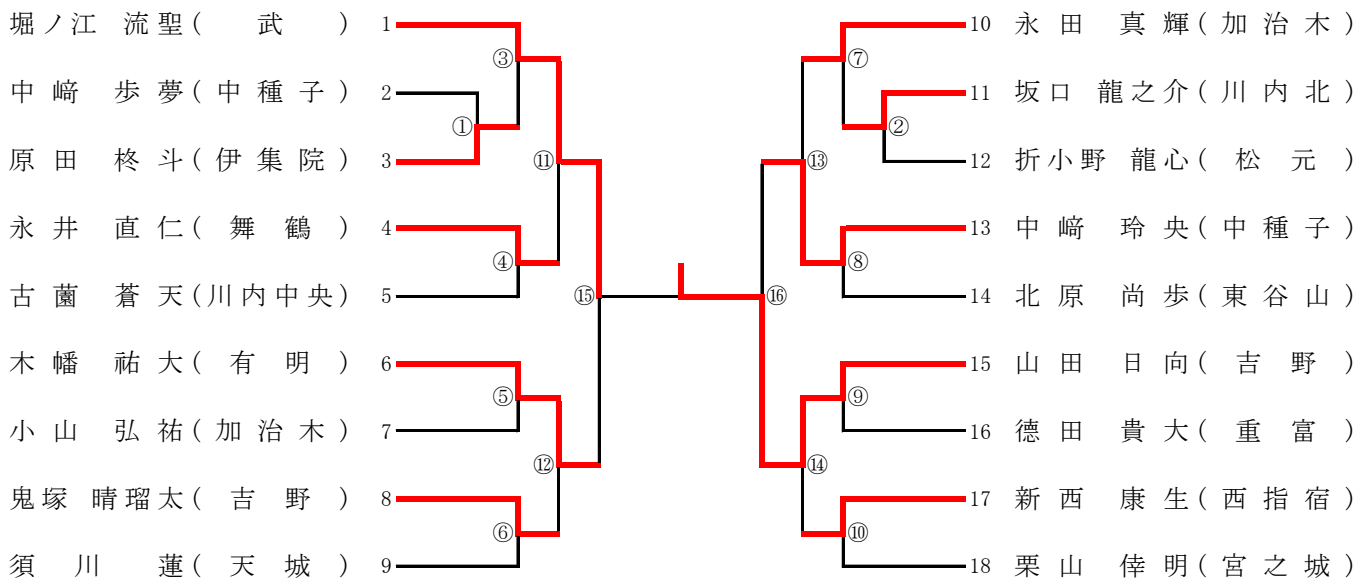 堀ノ江 流聖(武) 1
中﨑 歩夢(中種子) 2
原田 柊斗(伊集院) 3
永井 直仁(舞鶴) 4
古薗 蒼天(川内中央) 5
木幡 祐大(有明) 6
小山 弘祐(加治木) 7
鬼塚 晴瑠太(吉野) 8
須川 蓮(天城) 9
③
①
⑪
④
⑮
⑤
⑫
⑥
⑦
②
⑬
⑧
⑯
⑨
⑭
⑩
10 永田 真輝(加治木)
11 坂口 龍之介(川内北)
12 折小野 龍心(松元)
13 中﨑 玲央(中種子)
14 北原 尚歩(東谷山)
15 山田 日向(吉野)
16 德田 貴大(重富)
17 新西 康生(西指宿)
18 栗山 倖明(宮之城)